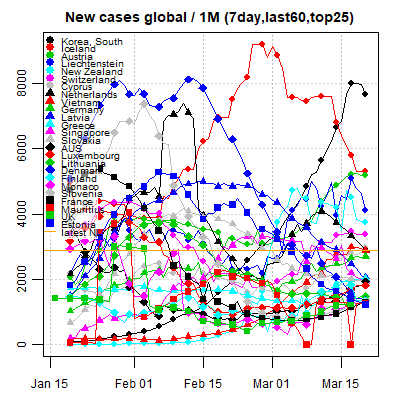 New cases global / 1M (7day,last60,top25)
Korea, South
Iceland
Austria
Liechtenstein
New Zealand
Switzerland
Cyprus
Netherlands
Vietnam
Germany
Latvia
Greece
Singapore
Slovakia
AUS
Luxembourg
Lithuania
Denmark
Finland
Monaco
Slovenia
France
Mauritius
UK
Estonia
latest N
8000
6000
4000
2000
0
Jan 15
Feb 01
Feb 15
Mar 01
Mar 15